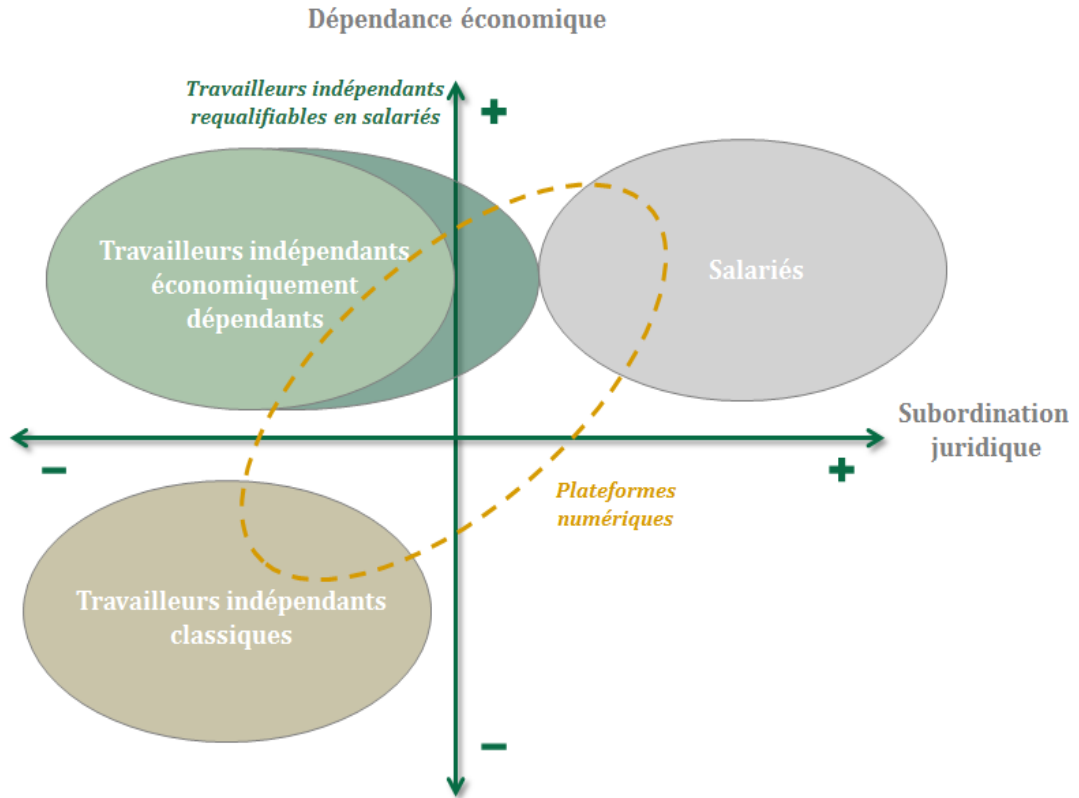 Dépendance économique
Travailleurs indépendants
requalifiables en salariés
+
Travailleurs indépendants
économiquement
dépendants
Salariés
Subordination
juridique
−
+
Plateformes
numériques
Travailleurs indépendants
classiques
−